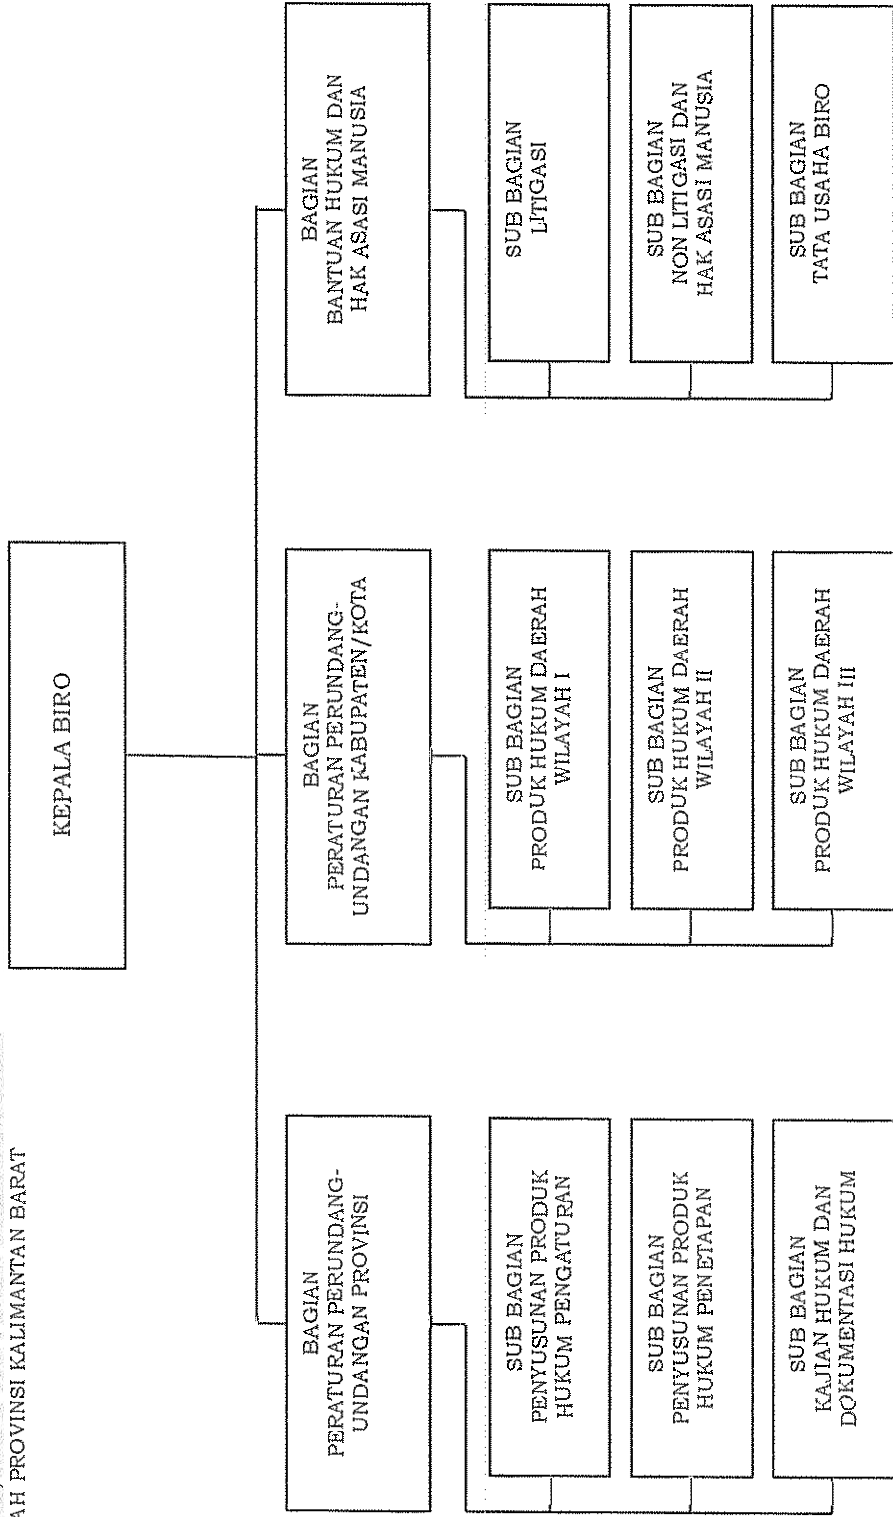 AH PROVINSI KALIMANTAN BARAT
KEPALA BIRO
BAGIAN
PERATURAN PERUNDANG-
UNDANGAN PROVINSI
BAGIAN
PERATURAN PERUNDANG-
UNDANGAN KABUPATEN/KOTA
BAGIAN
BANTUAN HUKUM DAN
HAK ASASI MANUSIA
SUB BAGIAN
PENYUSUNAN PRODUK
HUKUM PENGATURAN
SUB BAGIAN
PRODUK HUKUM DAERAH
WILAYAH I
SUB BAGIAN
LITIGASI
SUB BAGIAN
PENYUSUNAN PRODUK
HUKUM PENETAPAN
SUB BAGIAN
PRODUK HUKUM DAERAH
WILAYAH II
SUB BAGIAN
NON LITIGASI DAN
HAK ASASI MANUSIA
SUB BAGIAN
KAJIAN HUKUM DAN
DOKUMENTASI HUKUM
SUB BAGIAN
PRODUK HUKUM DAERAH
WILAYAH III
SUB BAGIAN
TATA USAHA BIRO